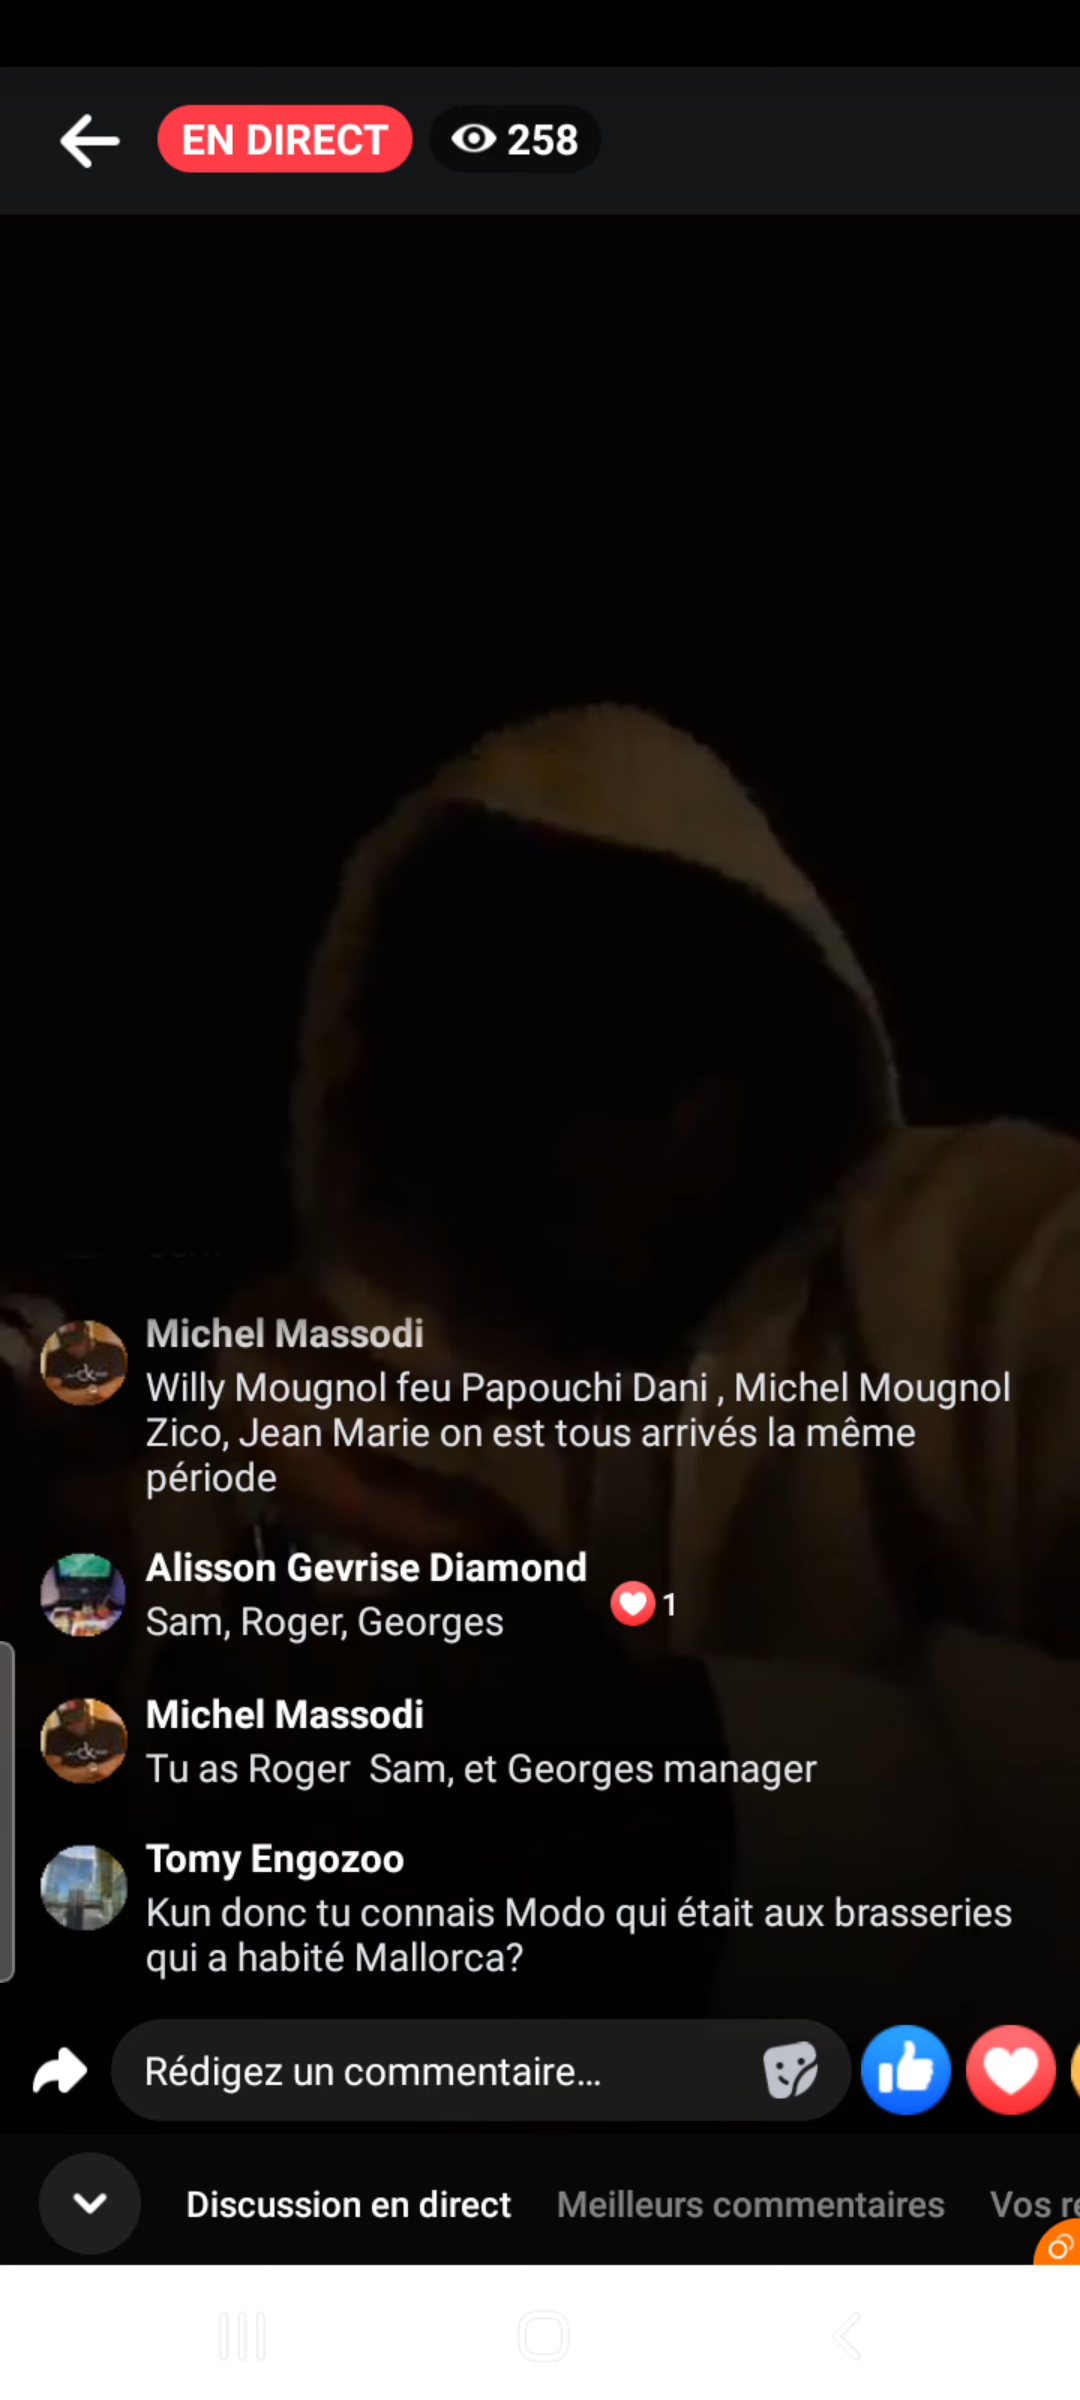 EN DIRECT 258
Michel Massodi
Willy Mougnol feu Papouchi Dani , Michel Mougnol
Zico, Jean Marie on est tous arrivés la même
période
Alisson Gevrise Diamond
Sam, Roger, Georges
1
Michel Massodi
Tu as Roger  Sam, et Georges manager
Tomy Engozoo
Kun donc tu connais Modo qui était aux brasseries
qui a habité Mallorca?
Rédigez un commentaire...
Discussion en direct Meilleurs commentaires Vos